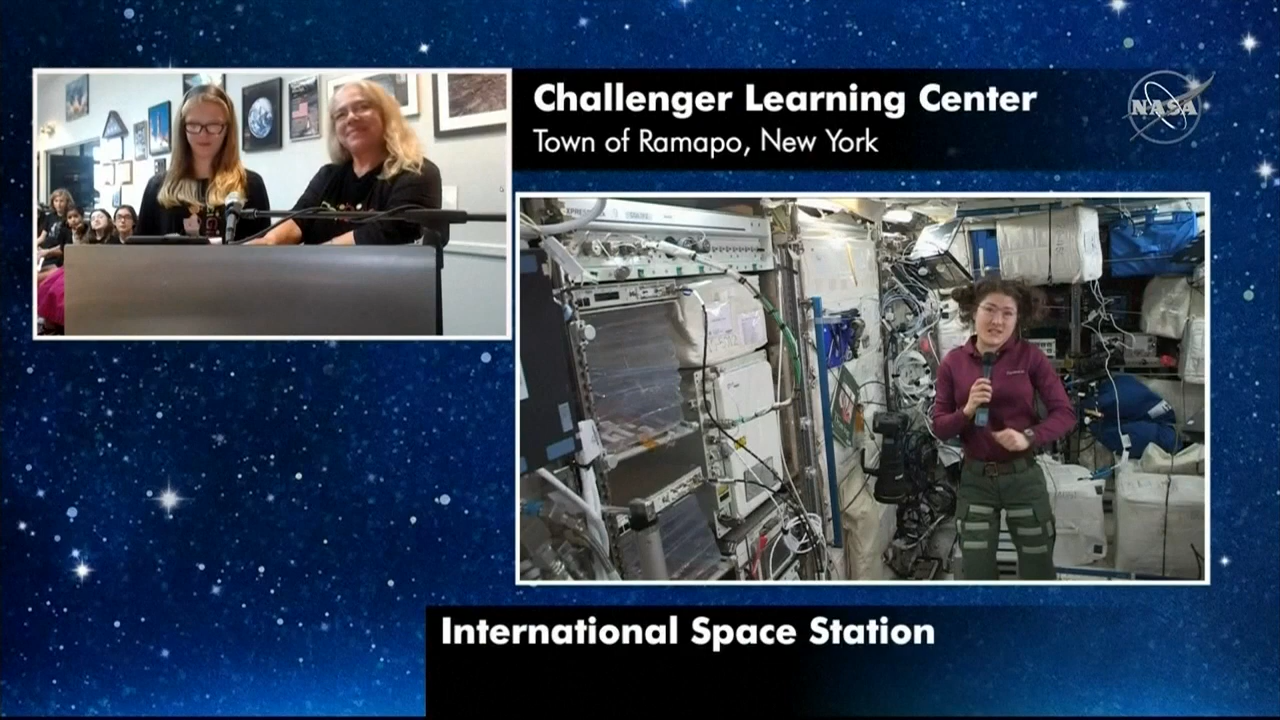 Challenger Learning Center
Town of Ramapo, New York
NASA
International Space Station